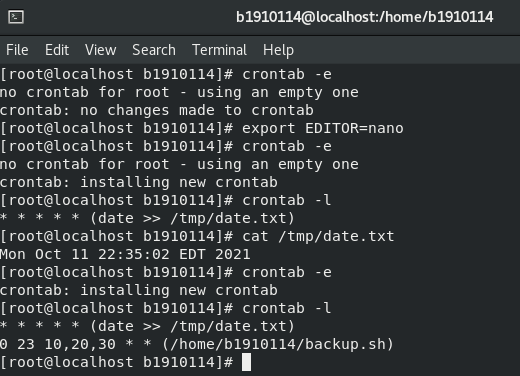 b1910114@localhost:/home/b1910114
File Edit View Search Terminal Help
[root@localhost b1910114]# crontab -e
no crontab for root - using an empty one
crontab: no changes made to crontab
[root@localhost b1910114]# export EDITOR=nano
[root@localhost b1910114]# crontab -e
no crontab for root - using an empty one
crontab: installing new crontab
[root@localhost b1910114]# crontab -l
* * * * * (date >> /tmp/date.txt)
[root@localhost b1910114]# cat /tmp/date.txt
Mon Oct 11 22:35:02 EDT 2021
[root@localhost b1910114]# crontab -e
crontab: installing new crontab
[root@localhost b1910114]# crontab -l
* * * * * (date >> /tmp/date.txt)
0 23 10,20,30 * * (/home/b1910114/backup.sh)
[root@localhost b1910114]#